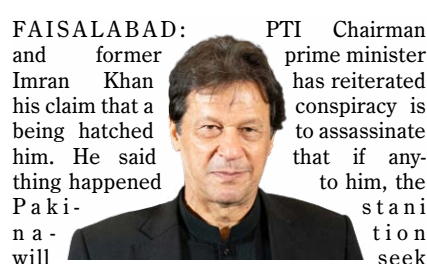 FAISALABAD: PTI Chairman
and former prime minister
Imran Khan has reiterated
his claim that a conspiracy is
being hatched to assassinate
him. He said that if any-
thing happened to him, the
Paki- stani
na- tion
will seek